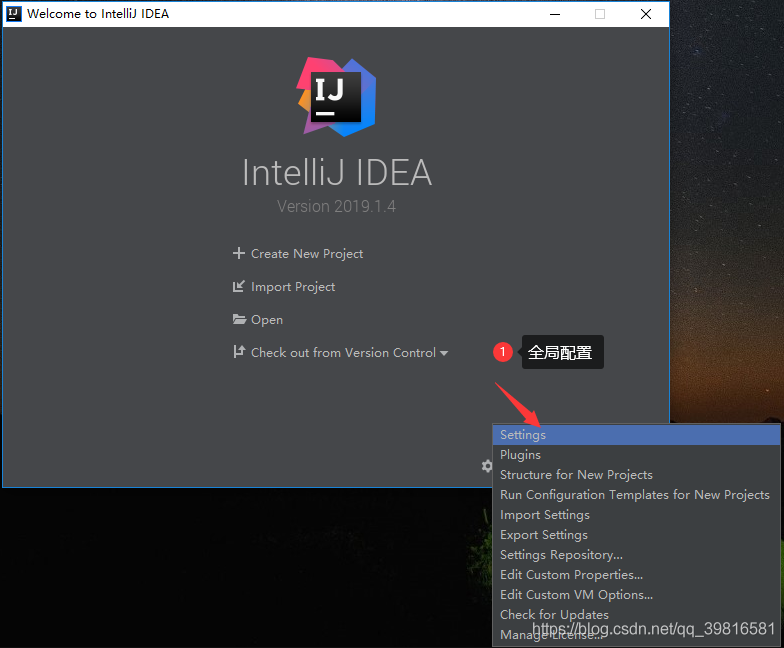 Welcome to IntelliJ IDEA
IJ
IntelliJ IDEA
Version 2019.1.4
Create New Project
Import Project
Open
Check out from Version Control
1 全局配置
Settings
Plugins
Structure for New Projects
Run Configuration Templates for New Projects
Import Settings
Export Settings
Settings Repository...
Edit Custom Properties...
Edit Custom VM Options...
Check for Updates
Manage License...
https://blog.csdn.net/qq_39816581